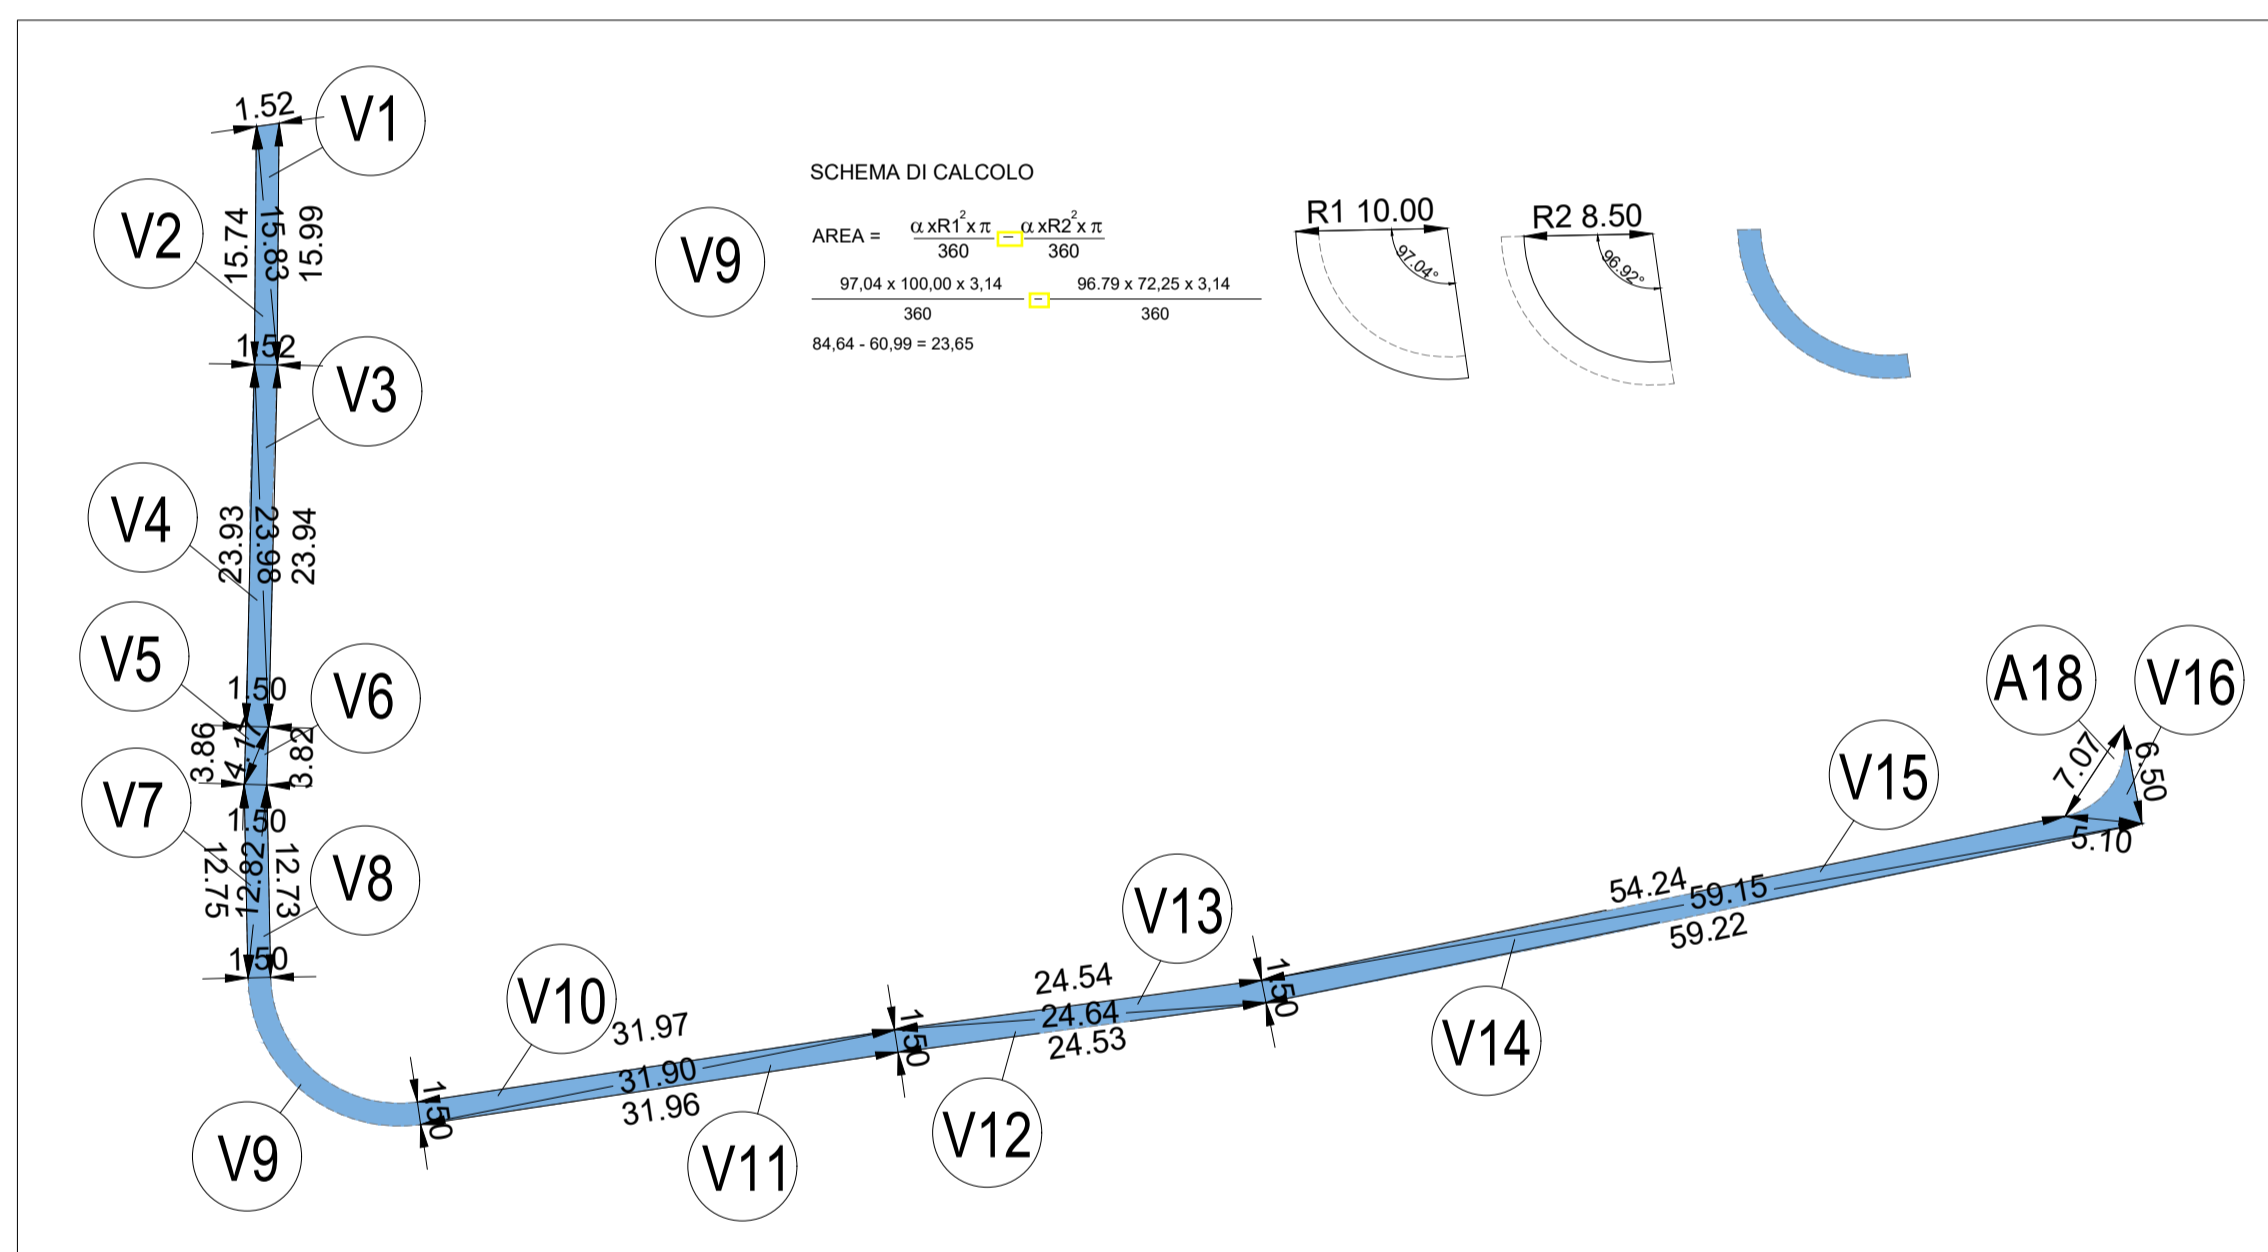 1.52
V1
V2
15.74
15.83
15.99
1.52
V3
V4
23.93
23.98
23.94
V5
1.50
V6
3.86
4.17
3.82
V7
1.50
12.75
12.82
12.73
V8
1.50
V9
SCHEMA DI CALCOLO
V9
AREA = α xR1² x π – α xR2² x π
360 360
97,04 x 100,00 x 3,14 - 96.79 x 72,25 x 3,14
360 360
84,64 - 60,99 = 23,65
R1 10.00
97.04°
R2 8.50
96.92°
V10
31.97
1.50
31.90
31.96
V11
1.50
V13
24.54
24.64
24.53
V12
1.50
V15
54.24
59.15
59.22
V14
A18
V16
7.07
6.50
5.10